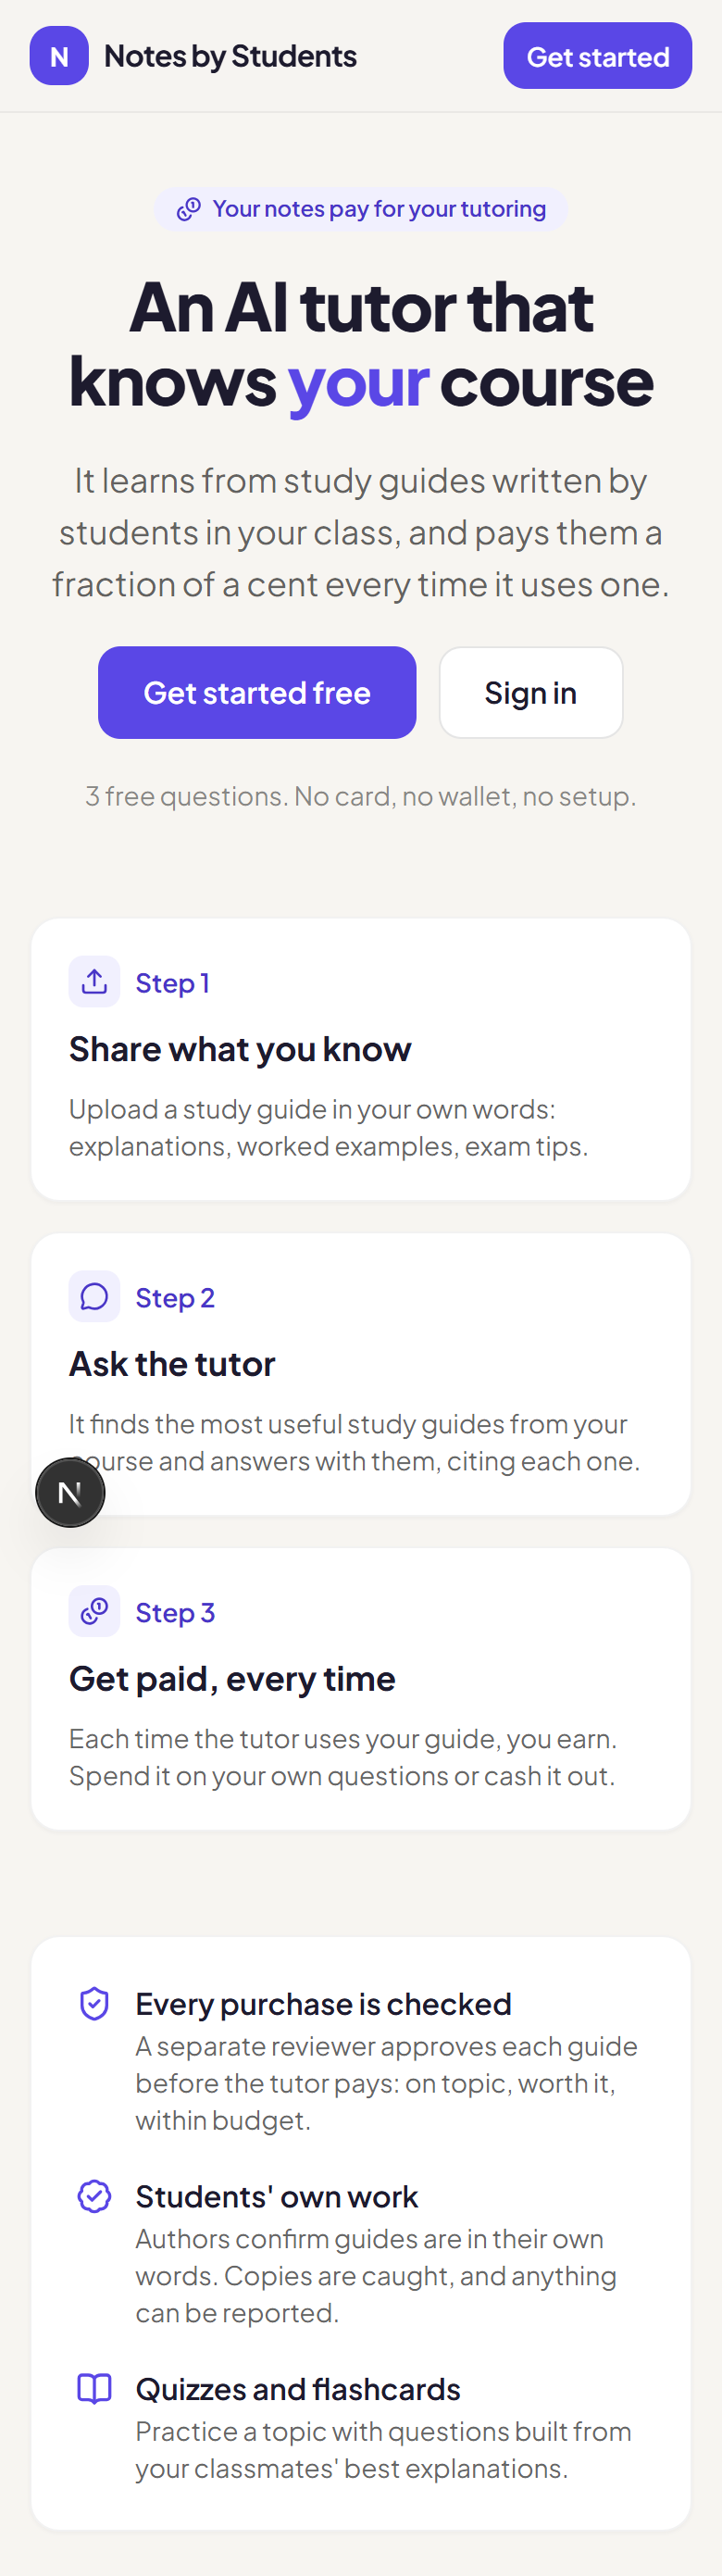 N Notes by Students Get started
Your notes pay for your tutoring
An AI tutor that
knows your course
It learns from study guides written by
students in your class, and pays them a
fraction of a cent every time it uses one.
Get started free Sign in
3 free questions. No card, no wallet, no setup.
Step 1
Share what you know
Upload a study guide in your own words:
explanations, worked examples, exam tips.
Step 2
Ask the tutor
It finds the most useful study guides from your
course and answers with them, citing each one.
N
Step 3
Get paid, every time
Each time the tutor uses your guide, you earn.
Spend it on your own questions or cash it out.
Every purchase is checked
A separate reviewer approves each guide
before the tutor pays: on topic, worth it,
within budget.
Students' own work
Authors confirm guides are in their own
words. Copies are caught, and anything
can be reported.
Quizzes and flashcards
Practice a topic with questions built from
your classmates' best explanations.